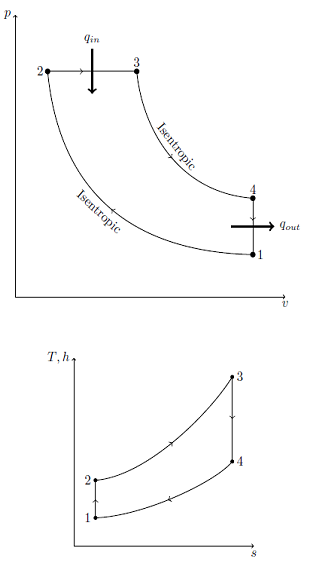 p
q_in
2
3
Isentropic
4
Isentropic
q_out
1
v
T, h
3
2
4
1
s